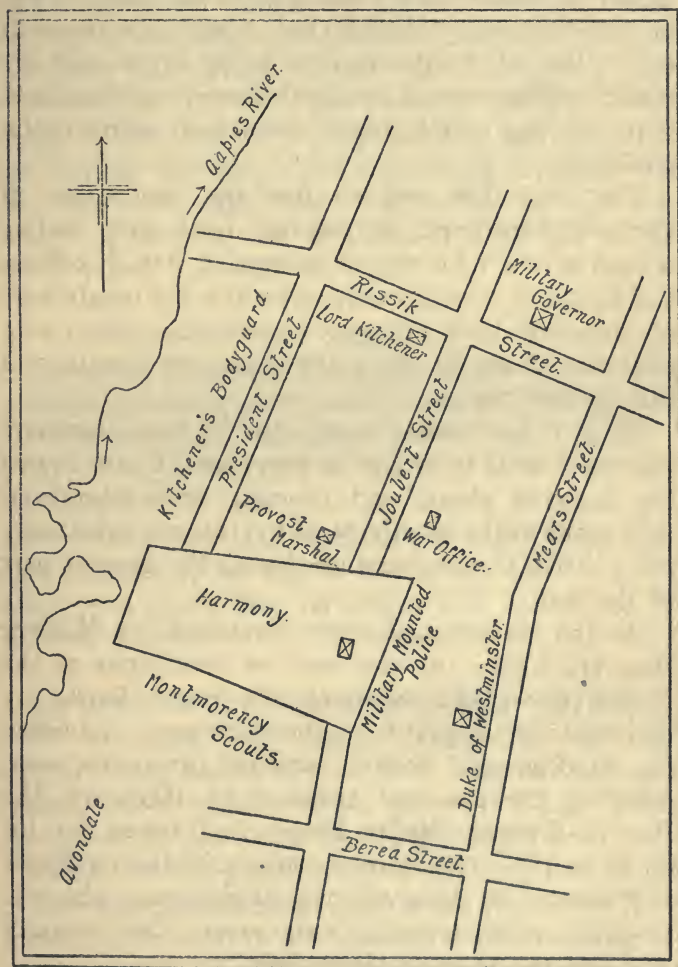 Aapies River.
Rissik
Street.
Military
Governor
Lord Kitchener
Kitchener's Bodyguard
President Street
Joubert Street
Mears Street
Provost
Marshal.
War Office.
Harmony.
Military Mounted
Police
Montmorency
Scouts.
Duke of Westminster.
Avondale
Berea Street.